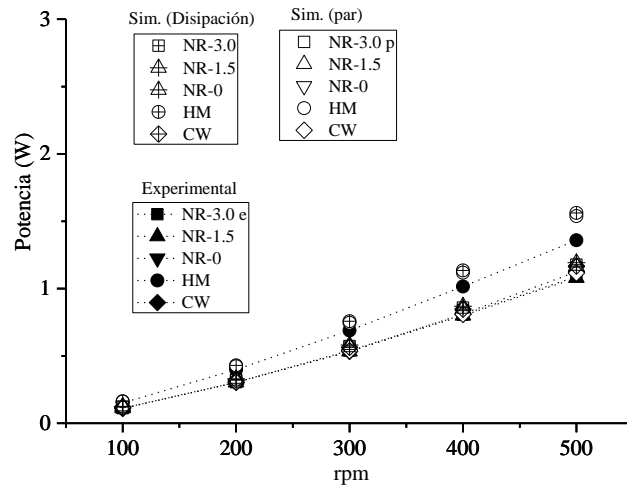 Sim. (Disipación)
NR-3.0
NR-1.5
NR-0
HM
CW
Sim. (par)
NR-3.0 p
NR-1.5
NR-0
HM
CW
Experimental
NR-3.0 e
NR-1.5
NR-0
HM
CW
Potencia (W)
3
2
1
0
100 200 300 400 500
rpm